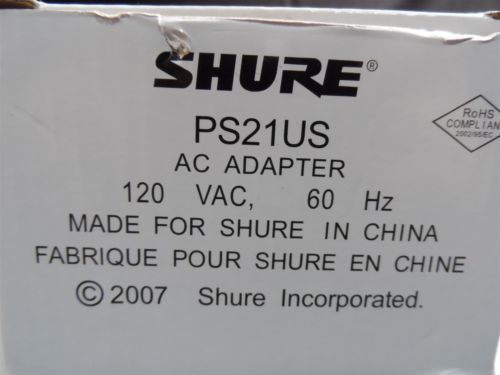 SHURE®
PS21US
AC ADAPTER
120 VAC, 60 Hz
MADE FOR SHURE IN CHINA
FABRIQUE POUR SHURE EN CHINE
© 2007 Shure Incorporated.
RoHS
COMPLIAN
2002/95/EC